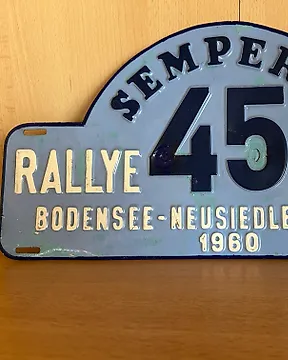 SEMPER
45
RALLYE
BODENSEE-NEUSIEDLE
1960